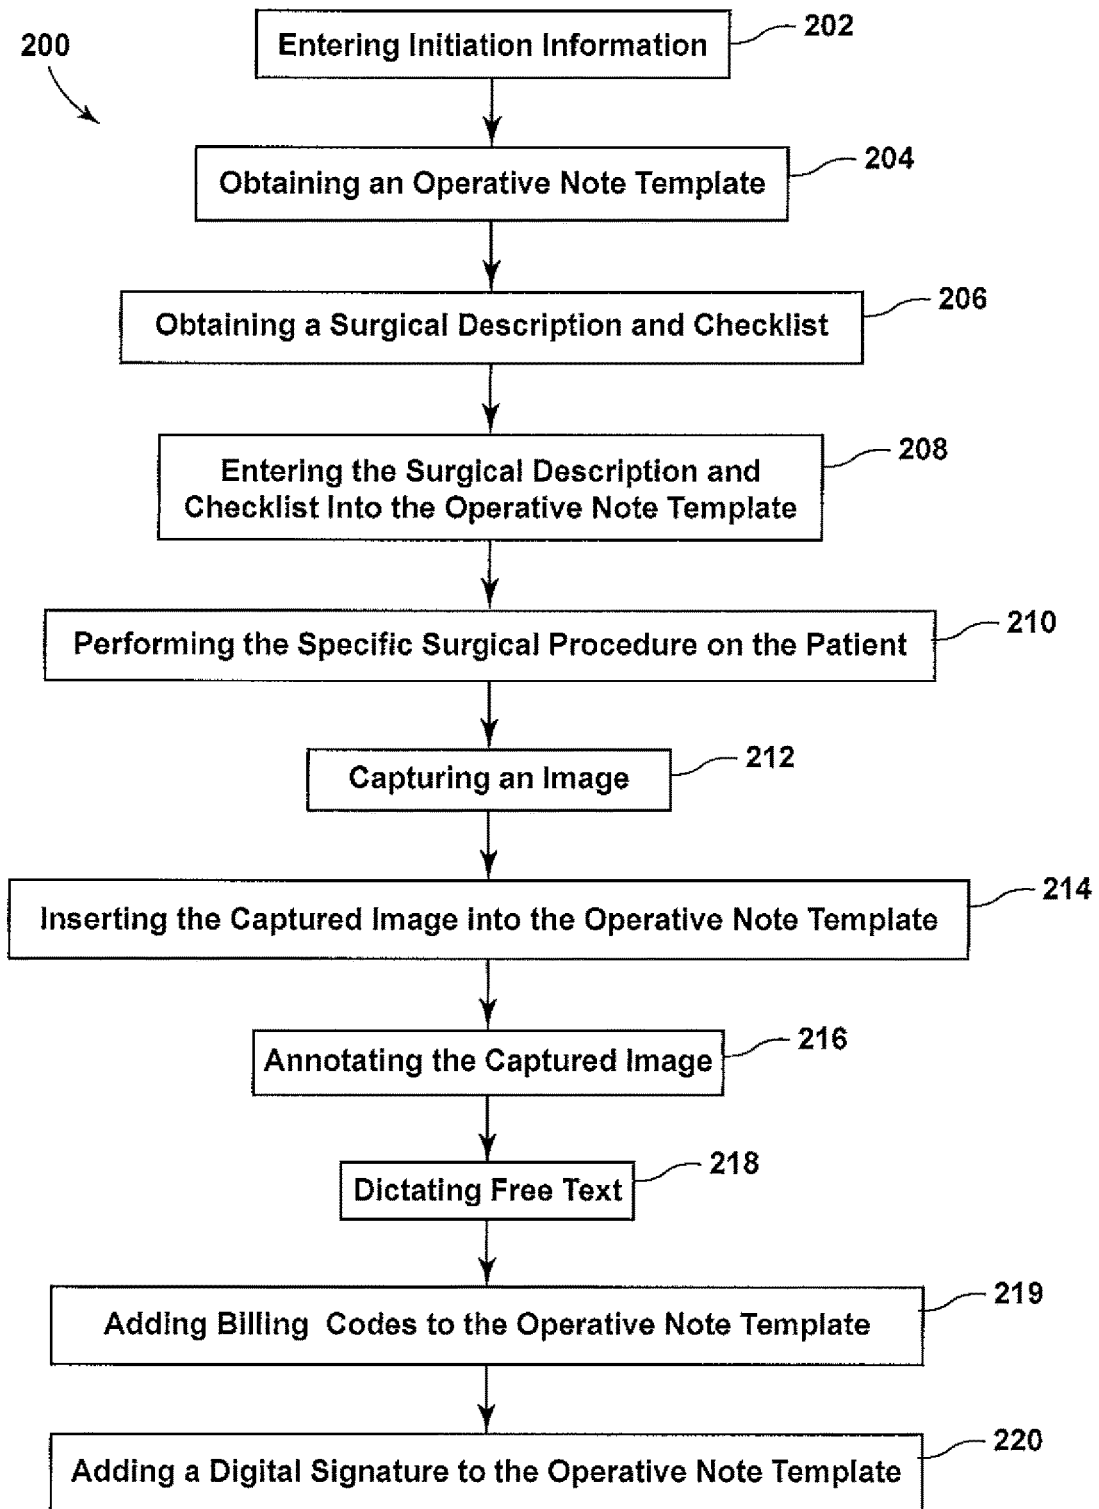 200
Entering Initiation Information
202
Obtaining an Operative Note Template
204
Obtaining a Surgical Description and Checklist
206
Entering the Surgical Description and
Checklist Into the Operative Note Template
208
Performing the Specific Surgical Procedure on the Patient
210
Capturing an Image
212
Inserting the Captured Image into the Operative Note Template
214
Annotating the Captured Image
216
Dictating Free Text
218
Adding Billing Codes to the Operative Note Template
219
Adding a Digital Signature to the Operative Note Template
220